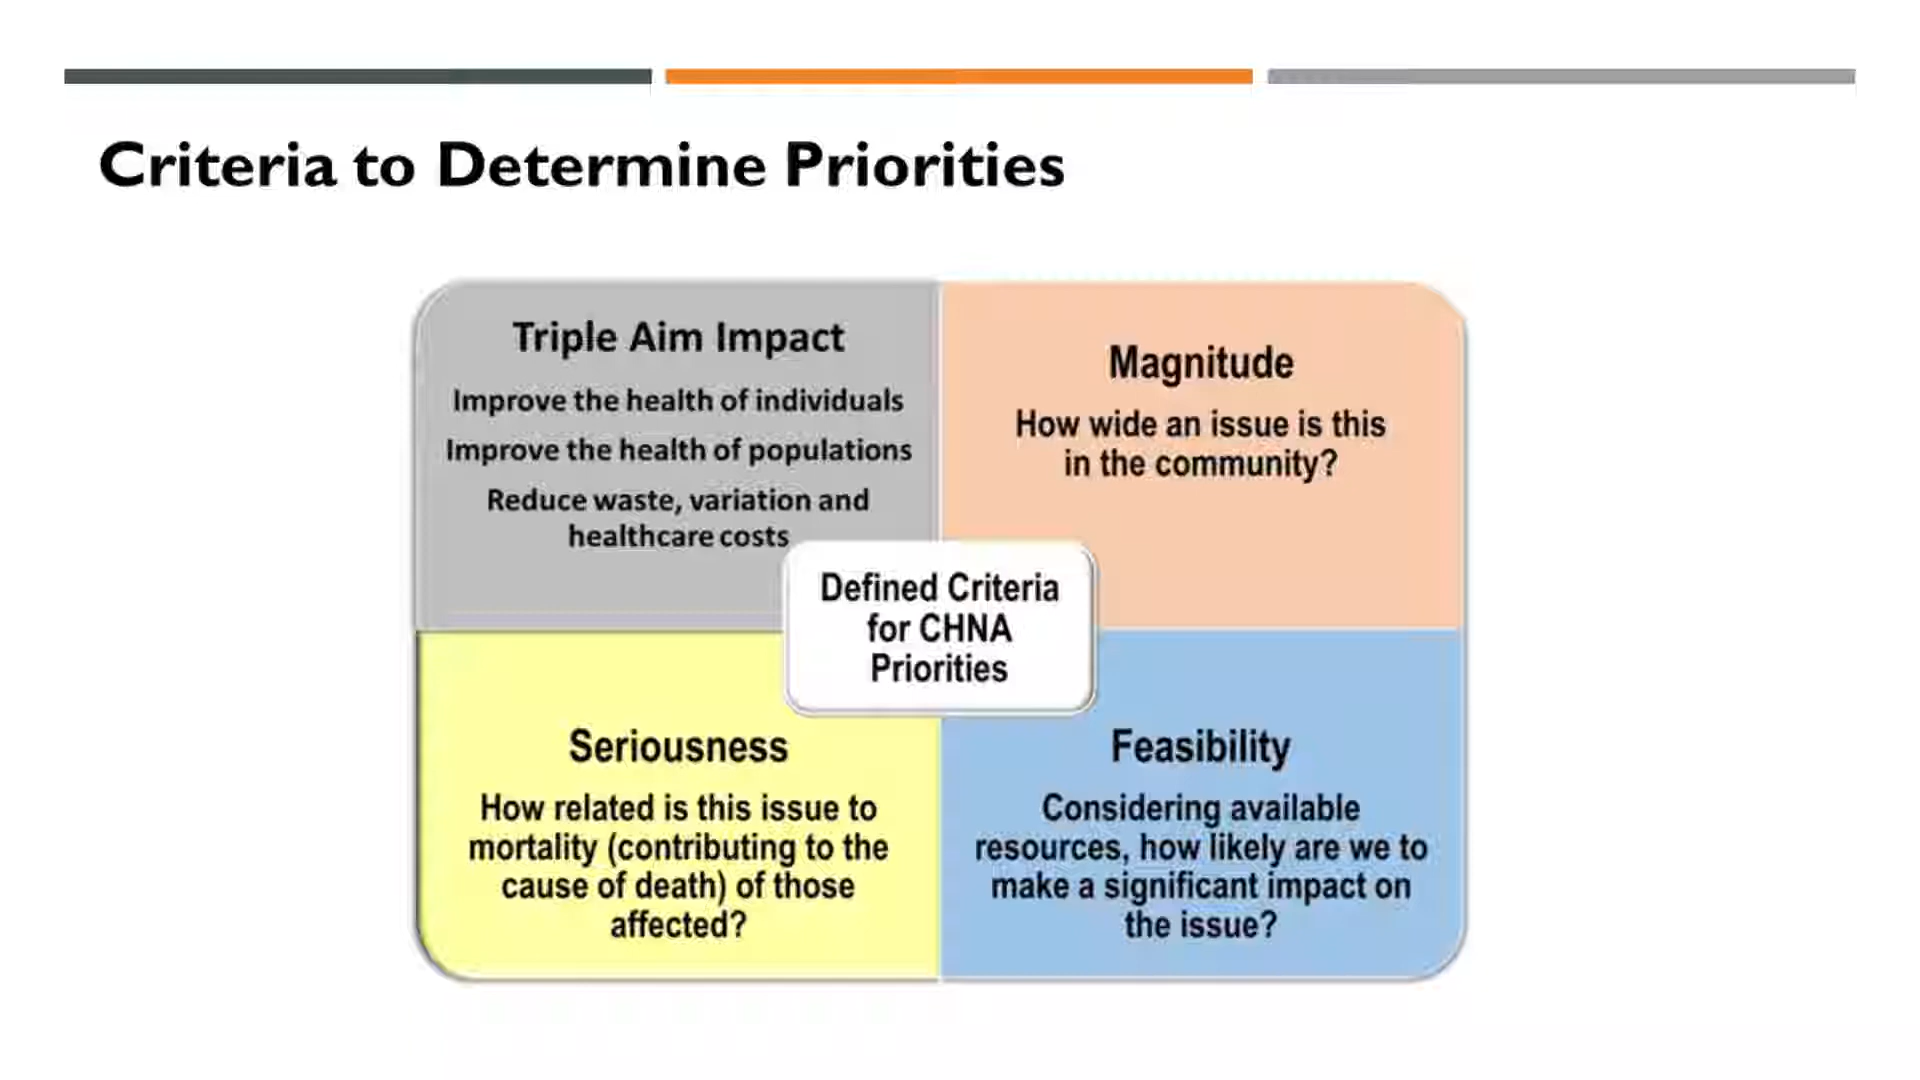 Criteria to Determine Priorities
Triple Aim Impact
Improve the health of individuals
Improve the health of populations
Reduce waste, variation and
healthcare costs
Magnitude
How wide an issue is this
in the community?
Defined Criteria
for CHNA
Priorities
Seriousness
How related is this issue to
mortality (contributing to the
cause of death) of those
affected?
Feasibility
Considering available
resources, how likely are we to
make a significant impact on
the issue?